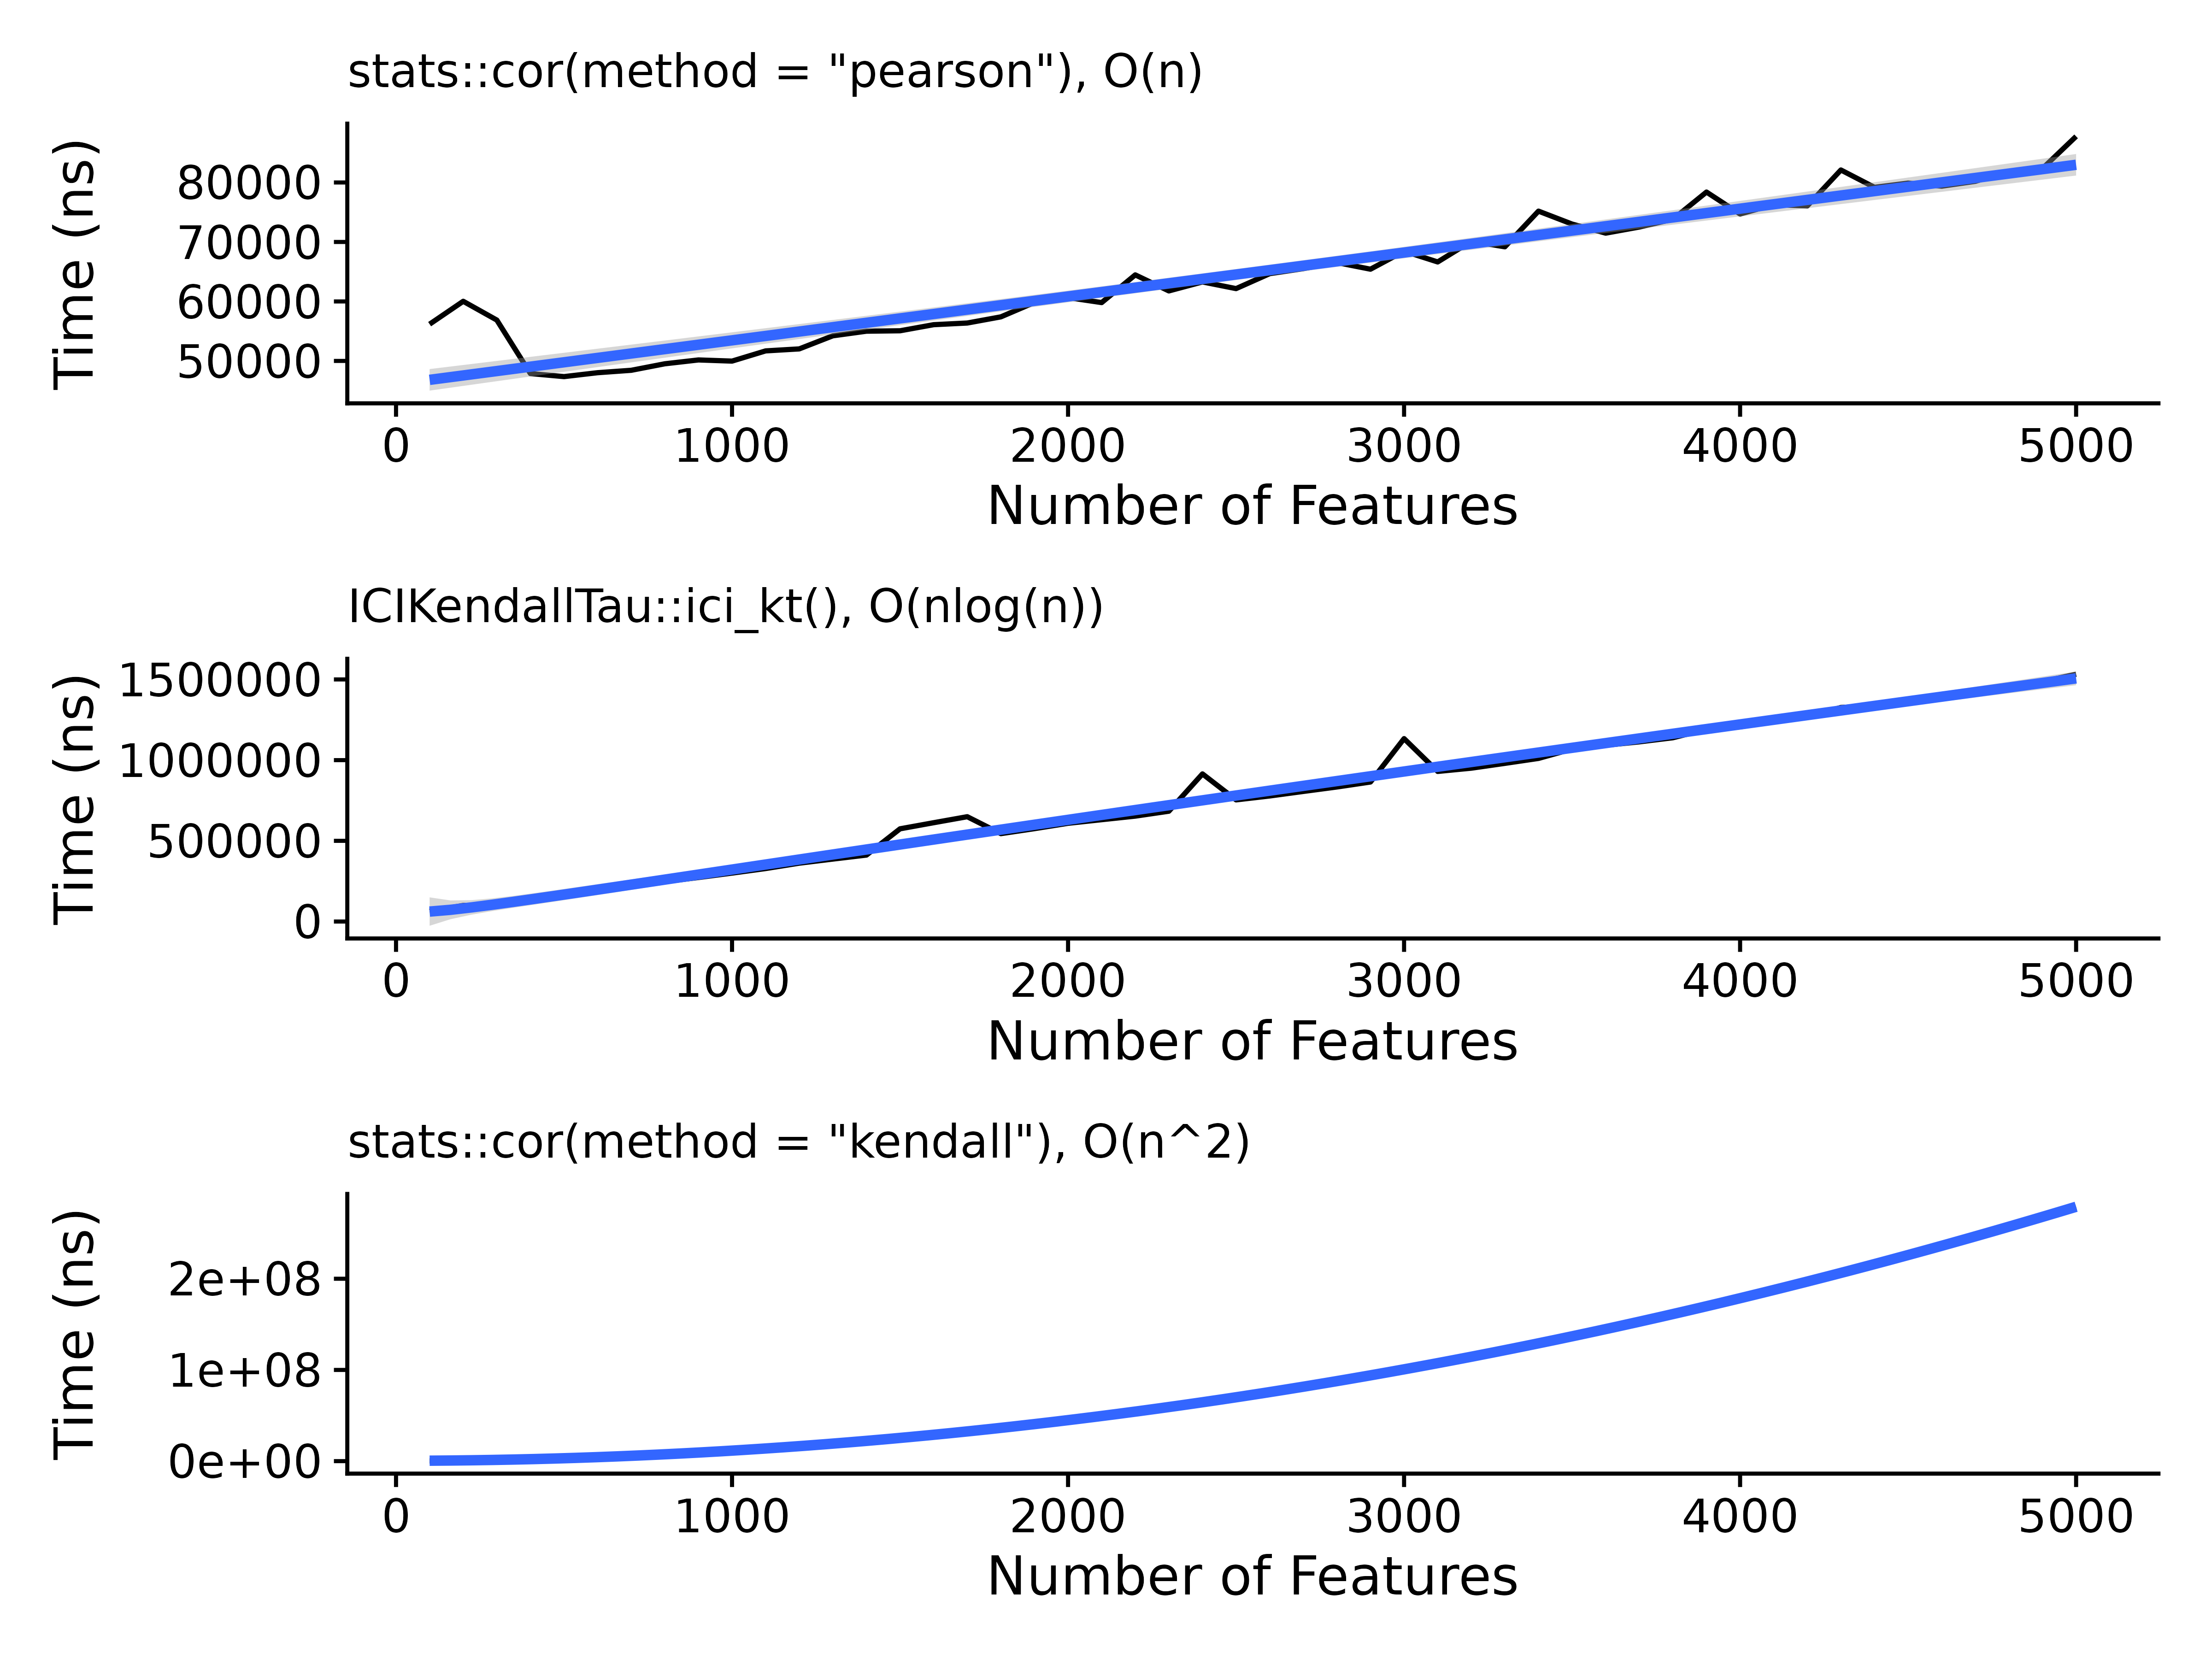 stats::cor(method = "pearson"), O(n)
Time (ns)
80000
70000
60000
50000
0 1000 2000 3000 4000 5000
Number of Features
ICIKendallTau::ici_kt(), O(nlog(n))
Time (ns)
1500000
1000000
500000
0
0 1000 2000 3000 4000 5000
Number of Features
stats::cor(method = "kendall"), O(n^2)
Time (ns)
2e+08
1e+08
0e+00
0 1000 2000 3000 4000 5000
Number of Features